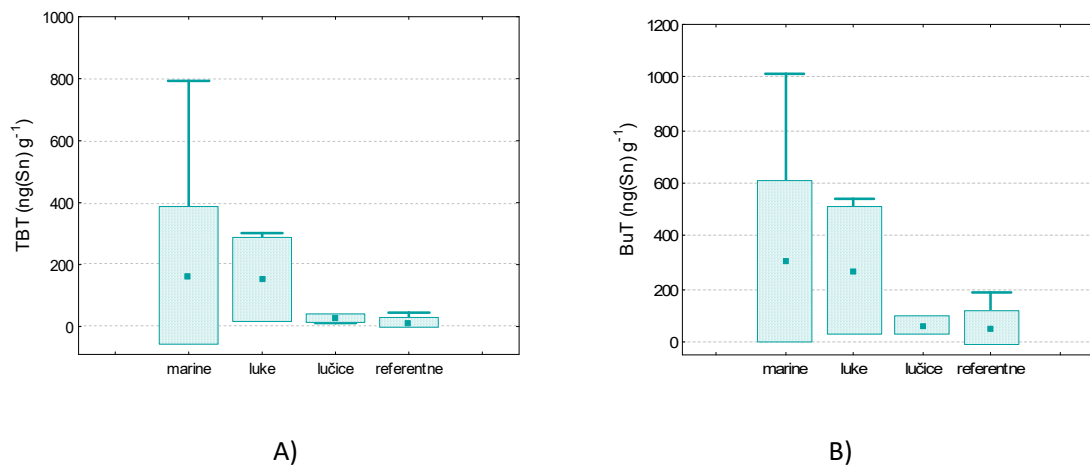 1000
800
600
400
200
0
TBT (ng(Sn) g⁻¹)
marine luke lučice referentne
A)
1200
1000
800
600
400
200
0
BuT (ng(Sn) g⁻¹)
marine luke lučice referentne
B)